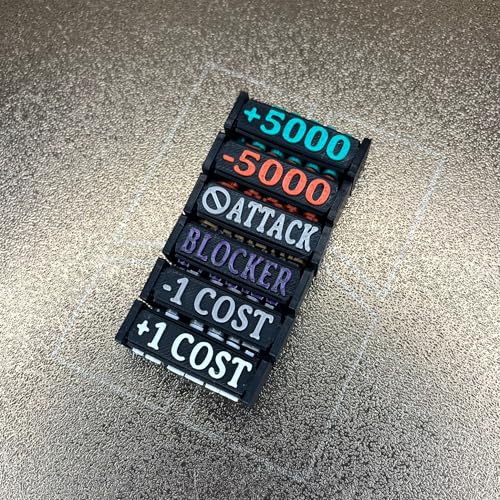 +5000
-5000
🛇ATTACK
BLOCKER
-1 COST
+1 COST